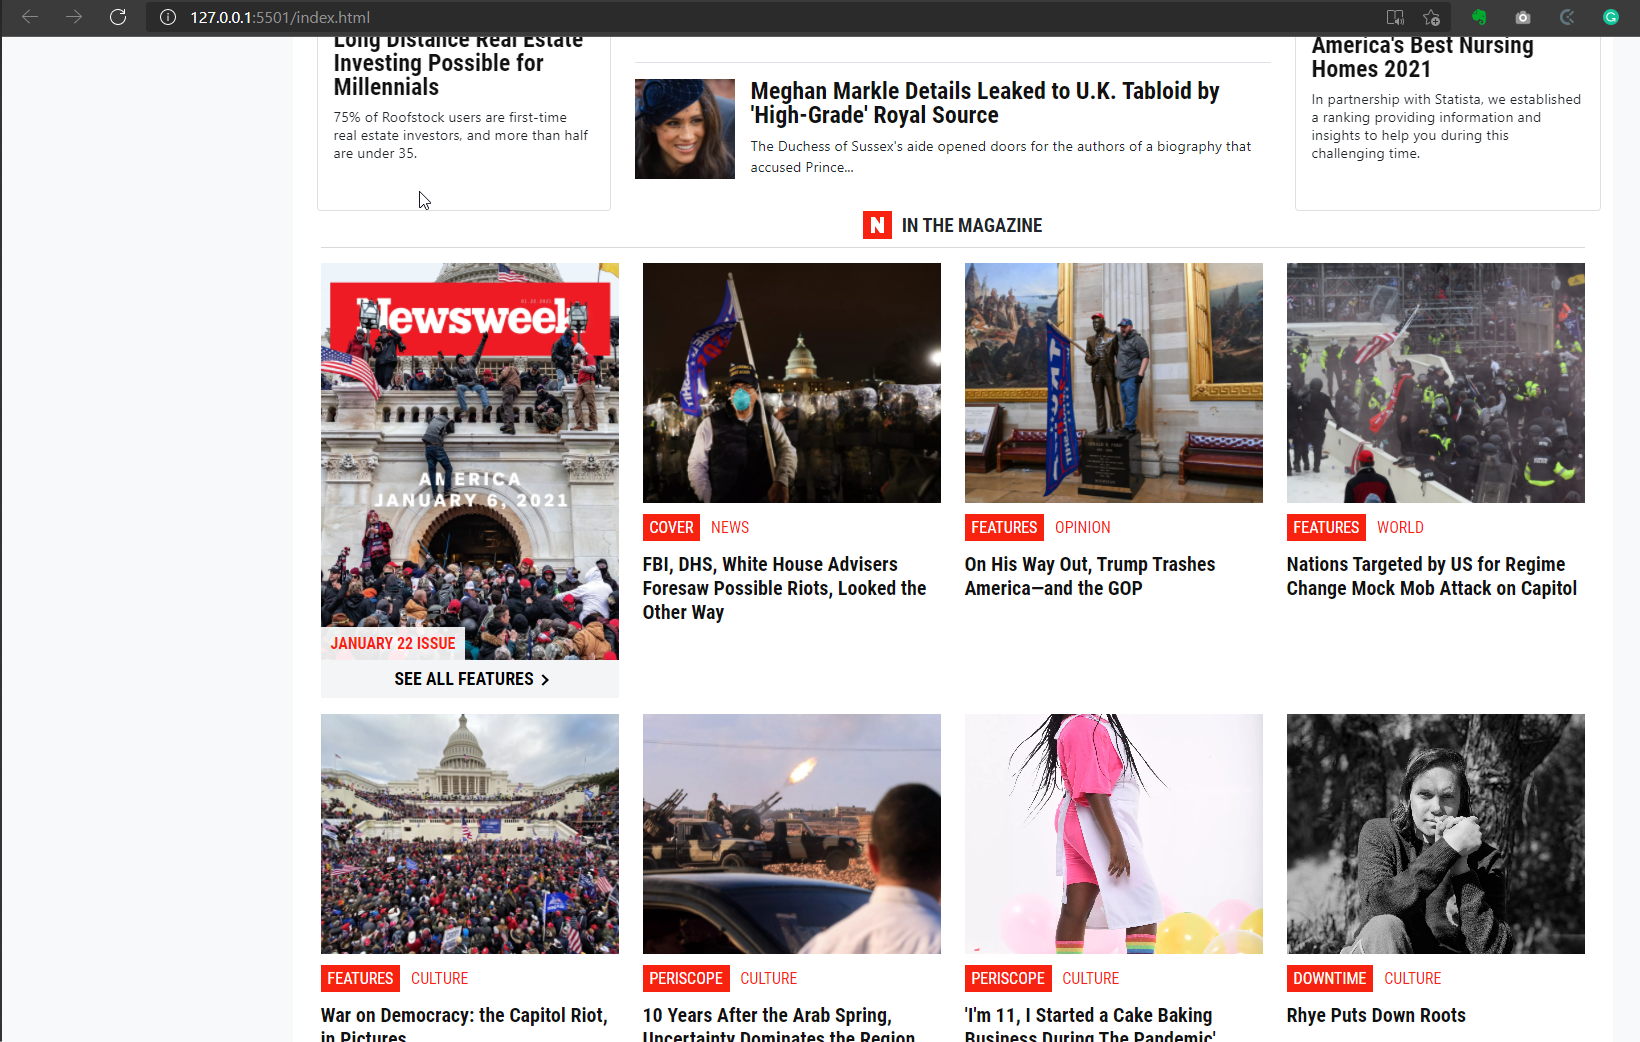 127.0.0.1:5501/index.html
Long Distance Real Estate
Investing Possible for
Millennials
75% of Roofstock users are first-time
real estate investors, and more than half
are under 35.
Meghan Markle Details Leaked to U.K. Tabloid by
'High-Grade' Royal Source
The Duchess of Sussex's aide opened doors for the authors of a biography that
accused Prince...
America's Best Nursing
Homes 2021
In partnership with Statista, we established
a ranking providing information and
insights to help you during this
challenging time.
N IN THE MAGAZINE
Newsweek
AMERICA
JANUARY 6, 2021
JANUARY 22 ISSUE
SEE ALL FEATURES
COVER NEWS
FBI, DHS, White House Advisers
Foresaw Possible Riots, Looked the
Other Way
FEATURES OPINION
On His Way Out, Trump Trashes
America—and the GOP
FEATURES WORLD
Nations Targeted by US for Regime
Change Mock Mob Attack on Capitol
FEATURES CULTURE
War on Democracy: the Capitol Riot,
in Pictures
PERISCOPE CULTURE
10 Years After the Arab Spring,
Uncertainty Dominates the Region
PERISCOPE CULTURE
'I'm 11, I Started a Cake Baking
Business During The Pandemic'
DOWNTIME CULTURE
Rhye Puts Down Roots